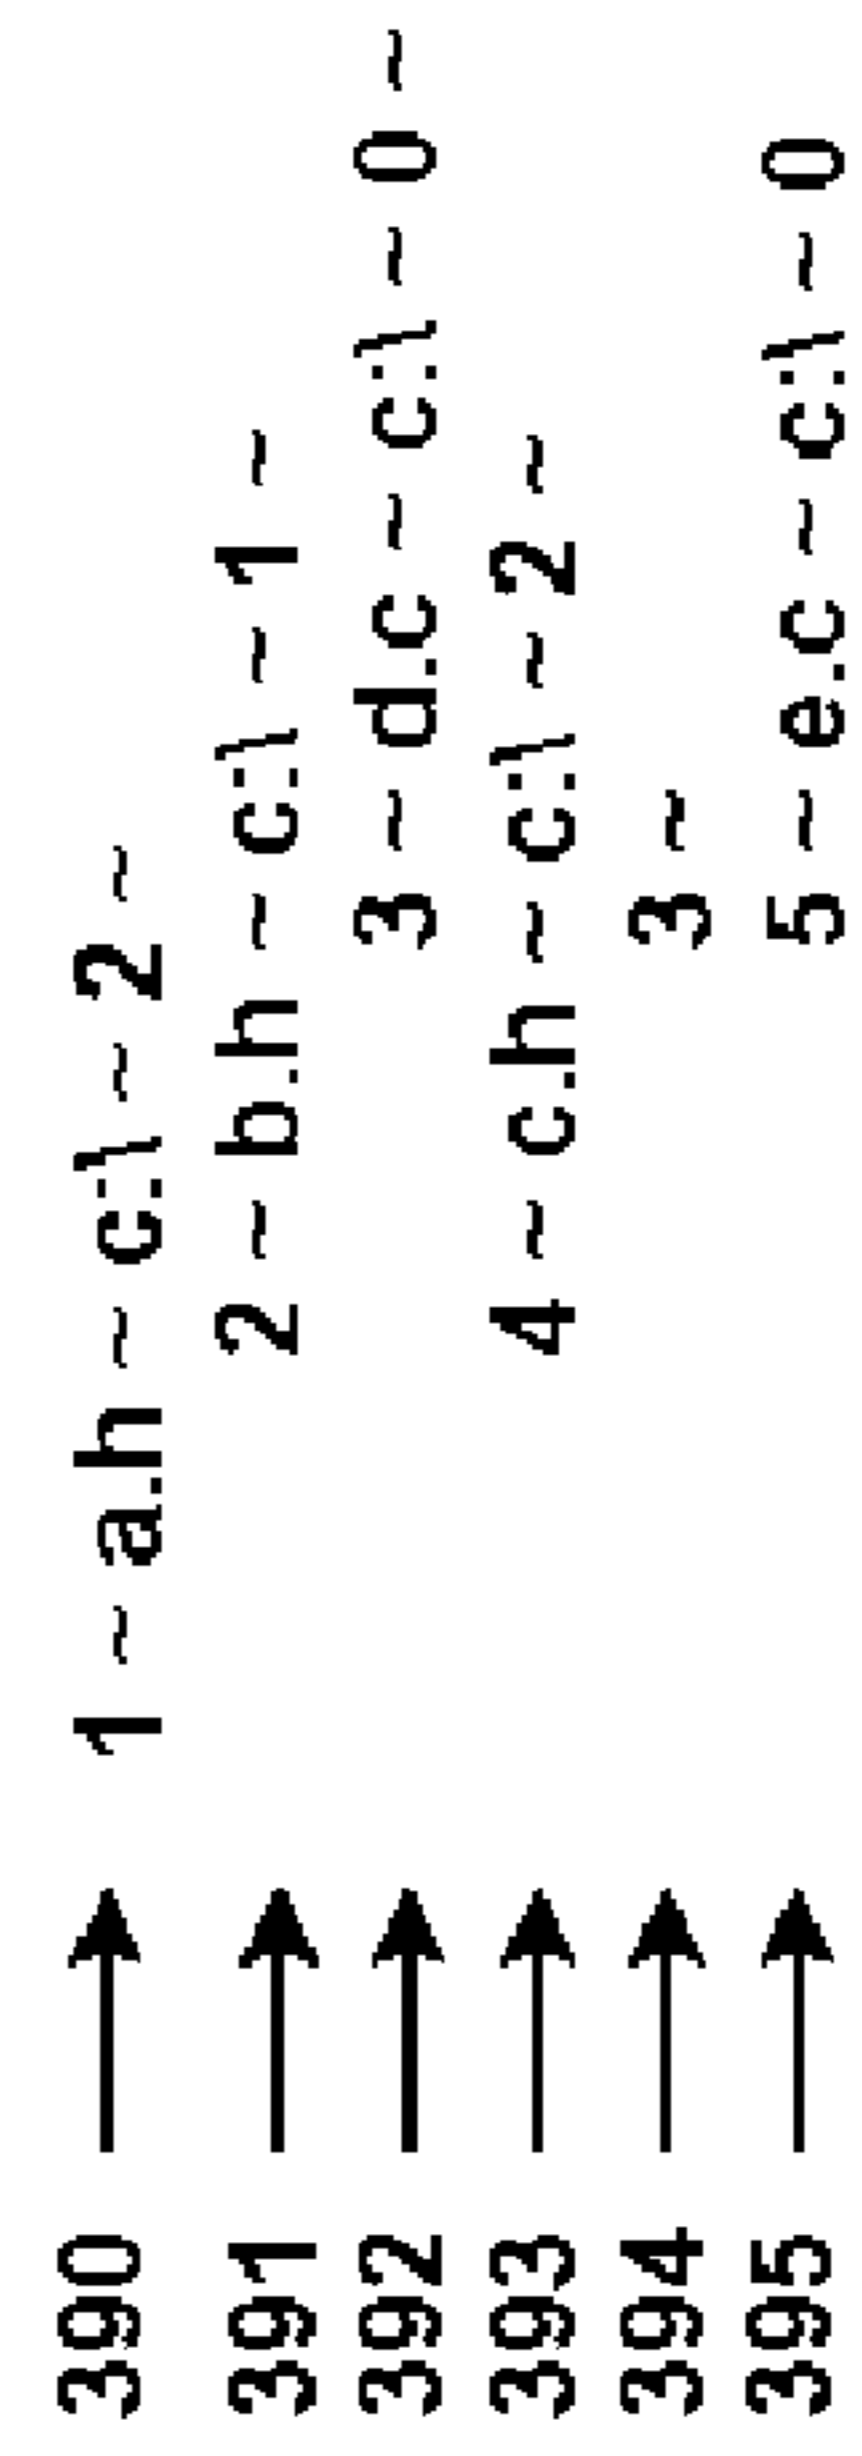 390 1 ~ a.h ~ c:\ ~ 2 ~
391 2 ~ b.h ~ c:\ ~ 1 ~
392 3 ~ d.c ~ c:\ ~ 0 ~
393 4 ~ c.h ~ c:\ ~ 2 ~
394 3 ~
395 5 ~ e.c ~ c:\ ~ 0